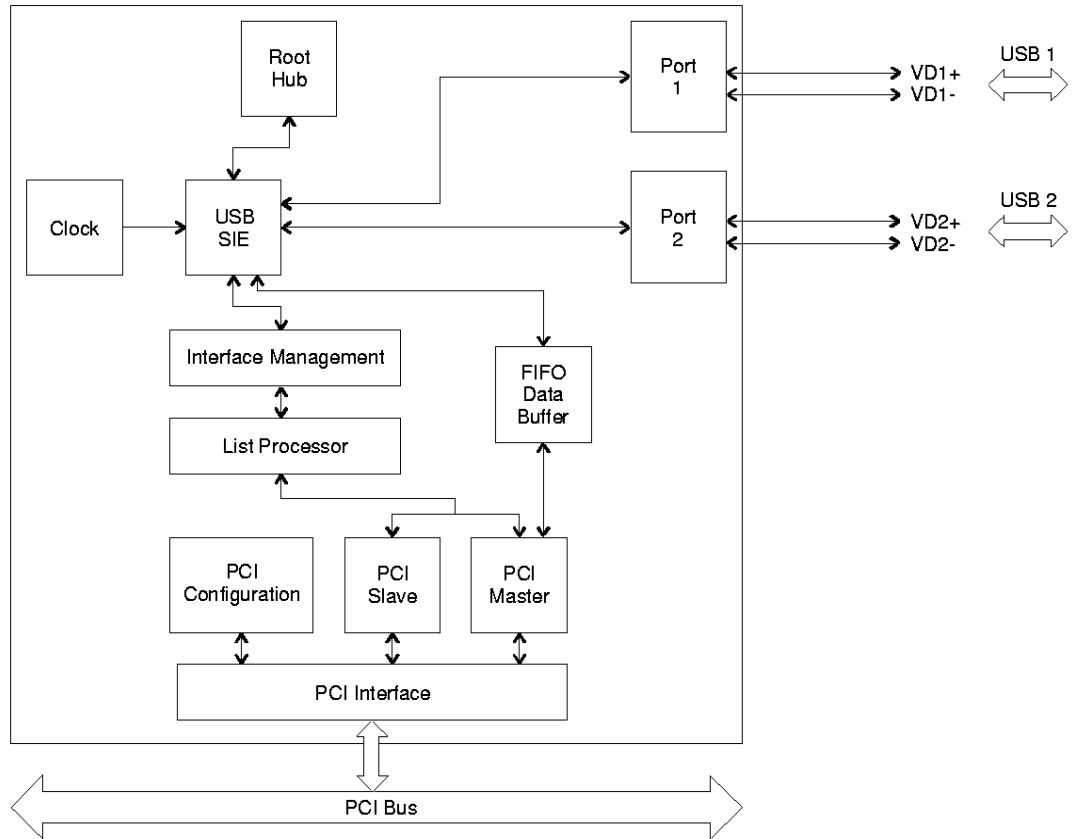 Root
Hub
Port
1
VD1+
VD1-
USB 1
Clock
USB
SIE
Port
2
VD2+
VD2-
USB 2
Interface Management
FIFO
Data
Buffer
List Processor
PCI
Configuration
PCI
Slave
PCI
Master
PCI Interface
PCI Bus